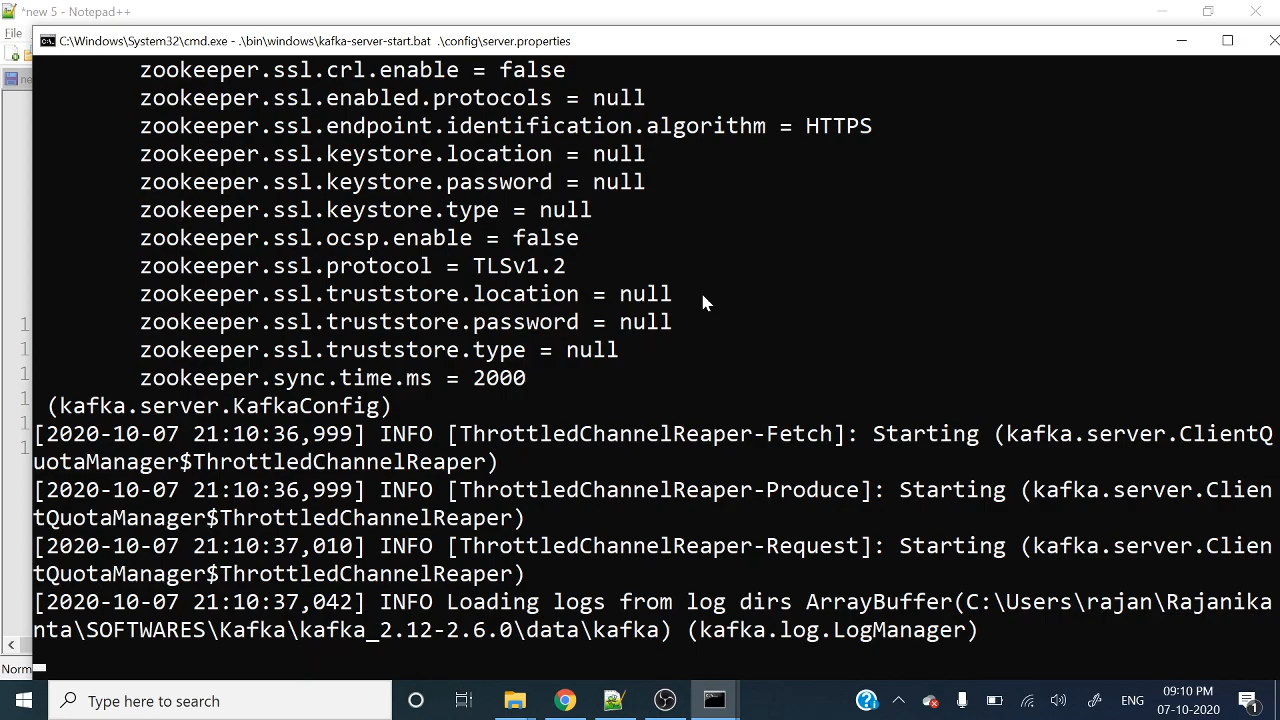 *new 5 - Notepad++
File
C:\Windows\System32\cmd.exe - .\bin\windows\kafka-server-start.bat .\config\server.properties
ne
zookeeper.ssl.crl.enable = false
zookeeper.ssl.enabled.protocols = null
zookeeper.ssl.endpoint.identification.algorithm = HTTPS
zookeeper.ssl.keystore.location = null
zookeeper.ssl.keystore.password = null
zookeeper.ssl.keystore.type = null
zookeeper.ssl.ocsp.enable = false
zookeeper.ssl.protocol = TLSv1.2
zookeeper.ssl.truststore.location = null
zookeeper.ssl.truststore.password = null
zookeeper.ssl.truststore.type = null
zookeeper.sync.time.ms = 2000
(kafka.server.KafkaConfig)
[2020-10-07 21:10:36,999] INFO [ThrottledChannelReaper-Fetch]: Starting (kafka.server.ClientQ
uotaManager$ThrottledChannelReaper)
[2020-10-07 21:10:36,999] INFO [ThrottledChannelReaper-Produce]: Starting (kafka.server.Clien
tQuotaManager$ThrottledChannelReaper)
[2020-10-07 21:10:37,010] INFO [ThrottledChannelReaper-Request]: Starting (kafka.server.Clien
tQuotaManager$ThrottledChannelReaper)
[2020-10-07 21:10:37,042] INFO Loading logs from log dirs ArrayBuffer(C:\Users\rajan\Rajanika
nta\SOFTWARES\Kafka\kafka_2.12-2.6.0\data\kafka) (kafka.log.LogManager)
Norm
Type here to search
ENG
09:10 PM
07-10-2020
1